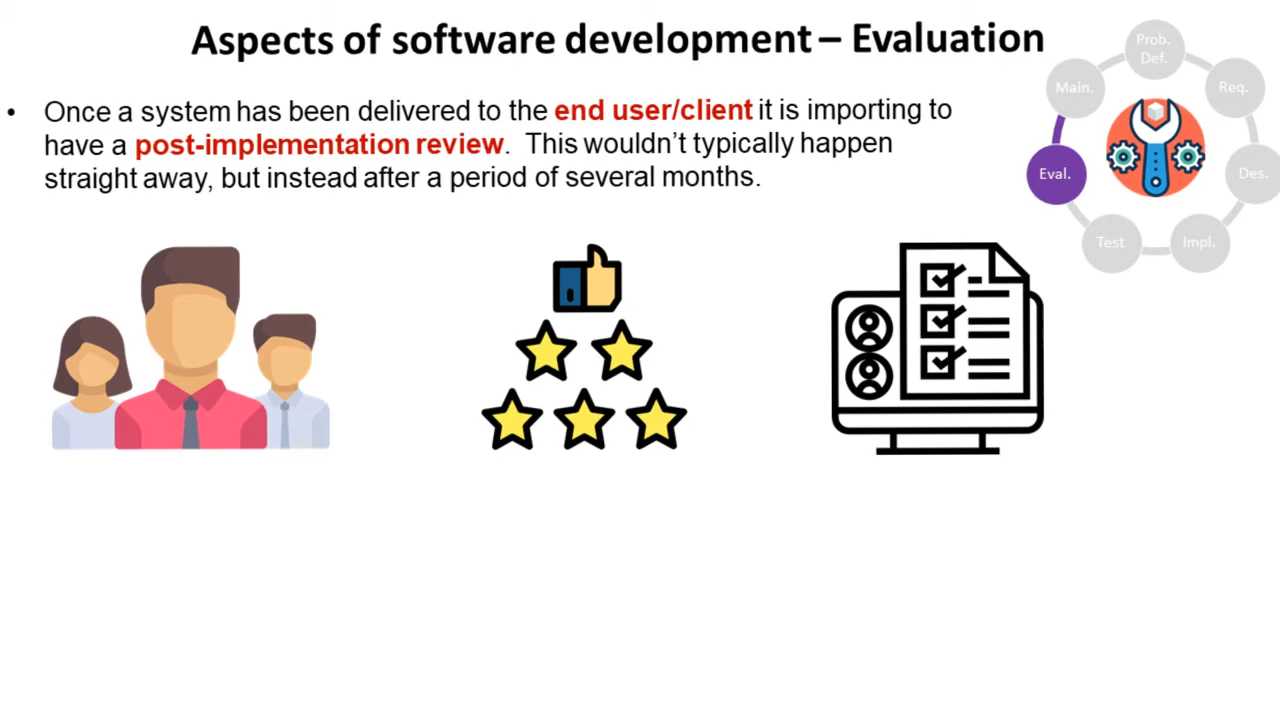 Aspects of software development – Evaluation
• Once a system has been delivered to the end user/client it is importing to
have a post-implementation review.  This wouldn’t typically happen
straight away, but instead after a period of several months.
Prob.
Def.
Main.
Req.
Eval.
Des.
Test
Impl.